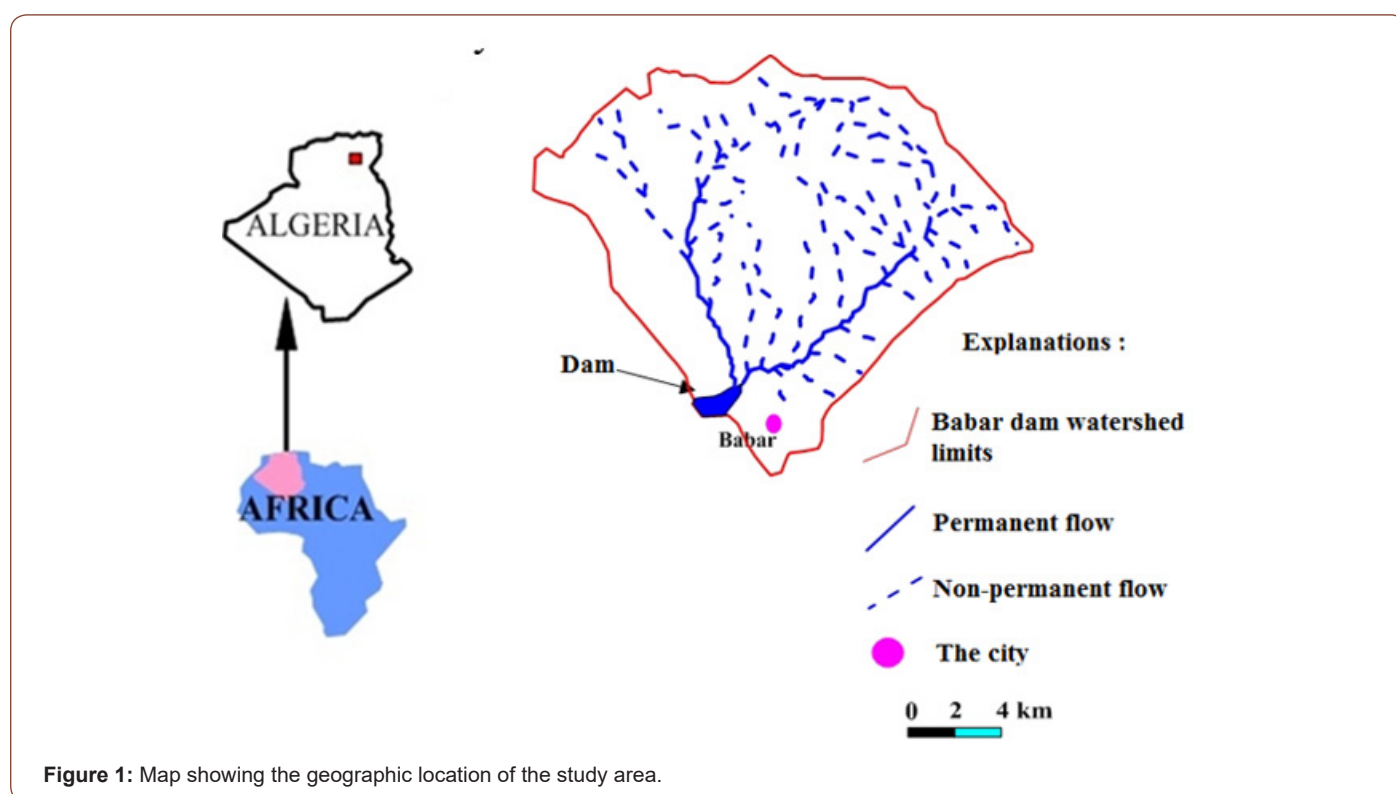 ALGERIA
AFRICA
Dam
Babar
Explanations :
Babar dam watershed
limits
Permanent flow
Non-permanent flow
The city
0 2 4 km
Figure 1: Map showing the geographic location of the study area.